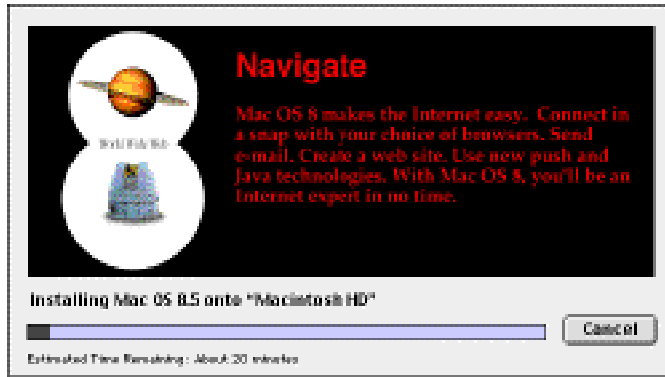 Navigate
Mac OS 8 makes the Internet easy. Connect in
a snap with your choice of browsers. Send
e-mail. Create a web site. Use new push and
Java technologies. With Mac OS 8, you'll be an
Internet expert in no time.
World Wide Web
Installing Mac OS 8.5 onto "Macintosh HD"
Cancel
Estimated Time Remaining: About 20 minutes